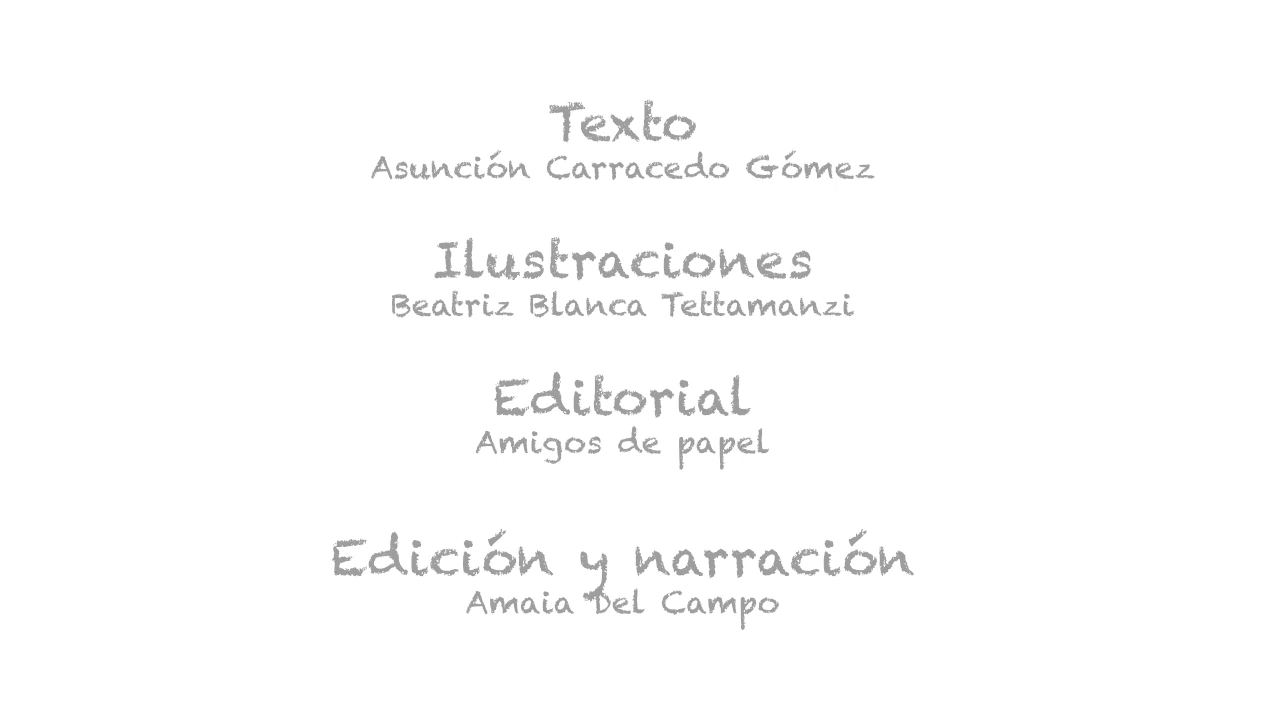 Texto
Asunción Carracedo Gómez
Ilustraciones
Beatriz Blanca Tettamanzi
Editorial
Amigos de papel
Edición y narración
Amaia Del Campo